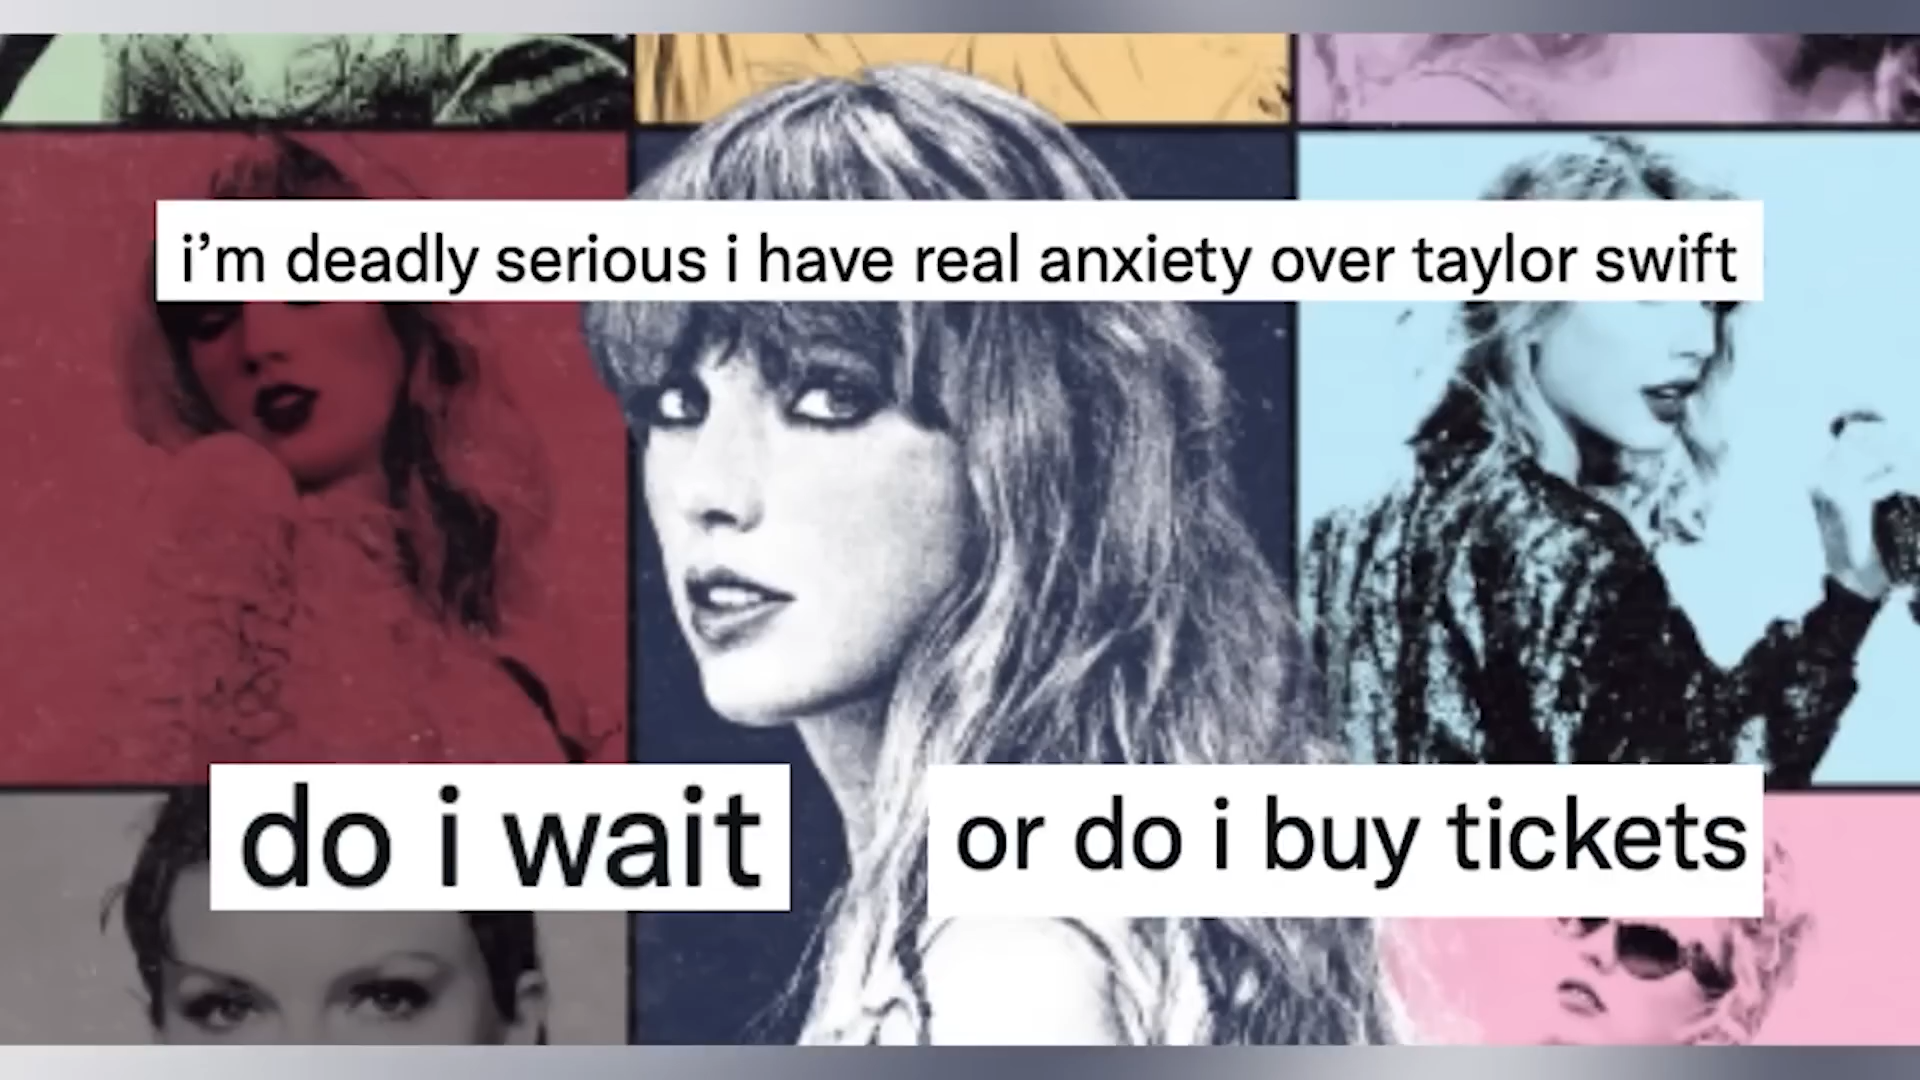 i’m deadly serious i have real anxiety over taylor swift
do i wait
or do i buy tickets